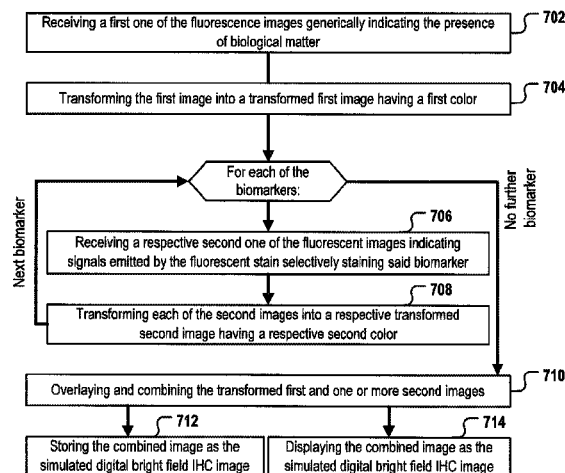 Receiving a first one of the fluorescence images generically indicating the presence
of biological matter
702
Transforming the first image into a transformed first image having a first color
704
For each of the
biomarkers:
Next biomarker
No further
biomarker
706
Receiving a respective second one of the fluorescent images indicating
signals emitted by the fluorescent stain selectively staining said biomarker
708
Transforming each of the second images into a respective transformed
second image having a respective second color
710
Overlaying and combining the transformed first and one or more second images
712
Storing the combined image as the
simulated digital bright field IHC image
714
Displaying the combined image as the
simulated digital bright field IHC image